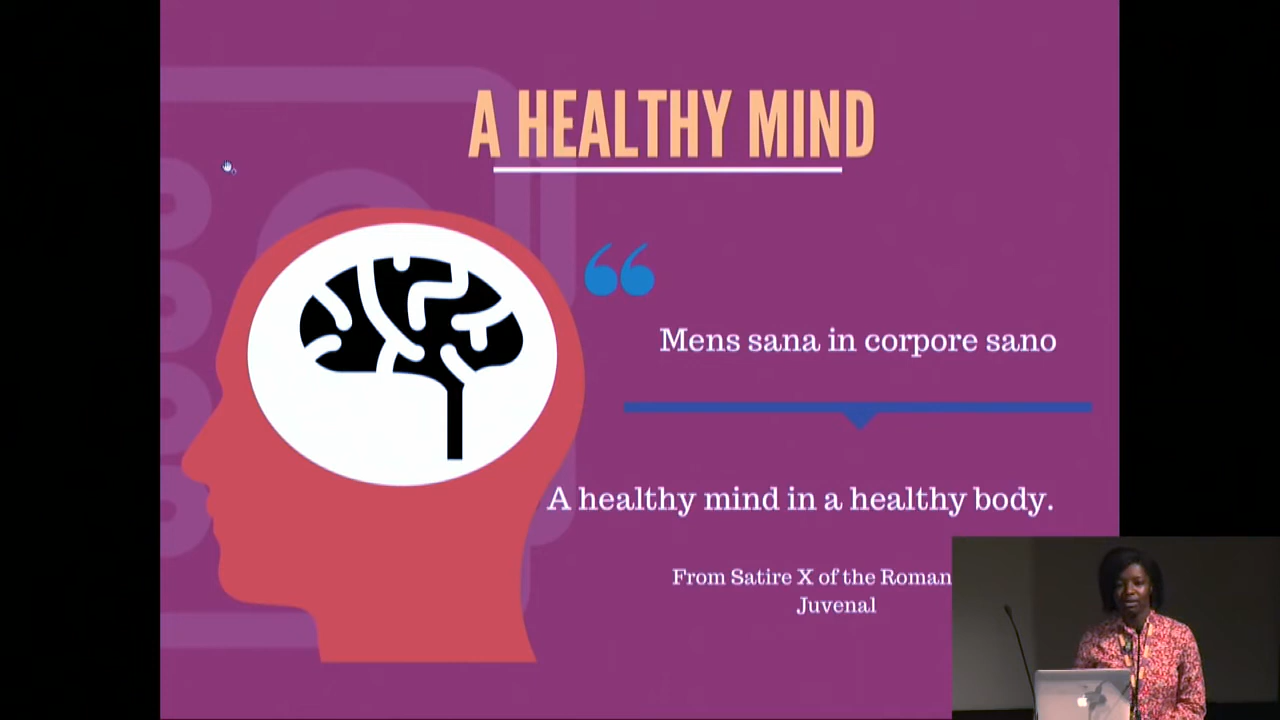 A HEALTHY MIND
“
Mens sana in corpore sano
A healthy mind in a healthy body.
From Satire X of the Roman
Juvenal